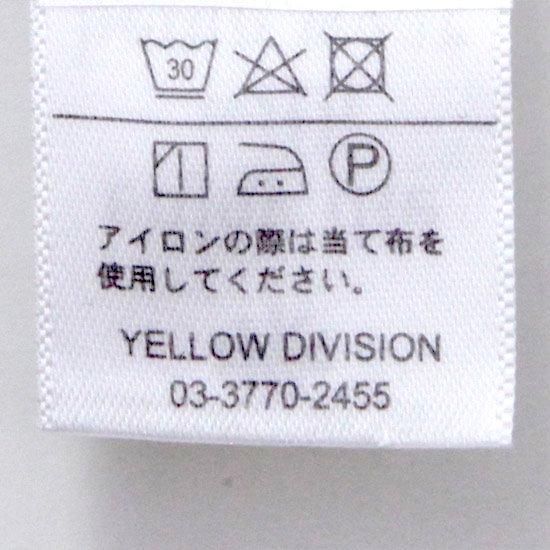 30
P
アイロンの際は当て布を
使用してください。
YELLOW DIVISION
03-3770-2455